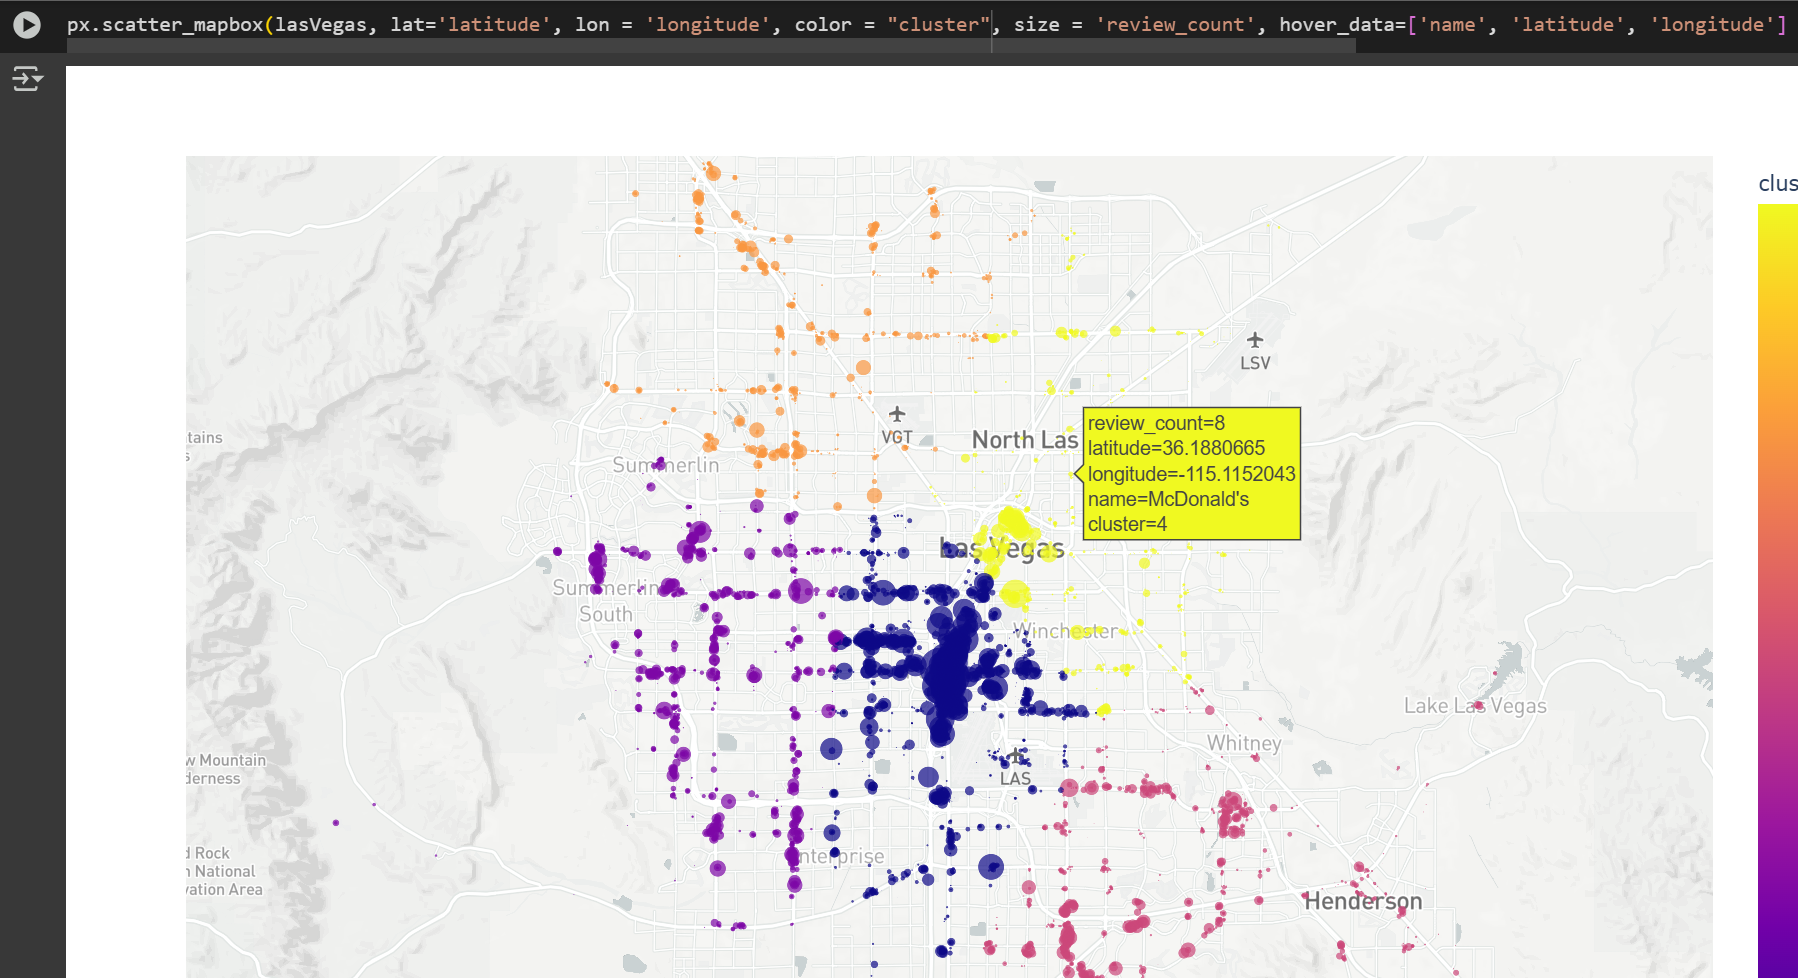 px.scatter_mapbox(lasVegas, lat='latitude', lon = 'longitude', color = "cluster", size = 'review_count', hover_data=['name', 'latitude', 'longitude']
clus
LSV
VGT
North Las
tains
s
Summerlin
review_count=8
latitude=36.1880665
longitude=-115.1152043
name=McDonald's
cluster=4
Las Vegas
Summerlin
South
Winchester
Lake Las Vegas
Whitney
w Mountain
derness
LAS
nterprise
d Rock
n National
vation Area
Henderson